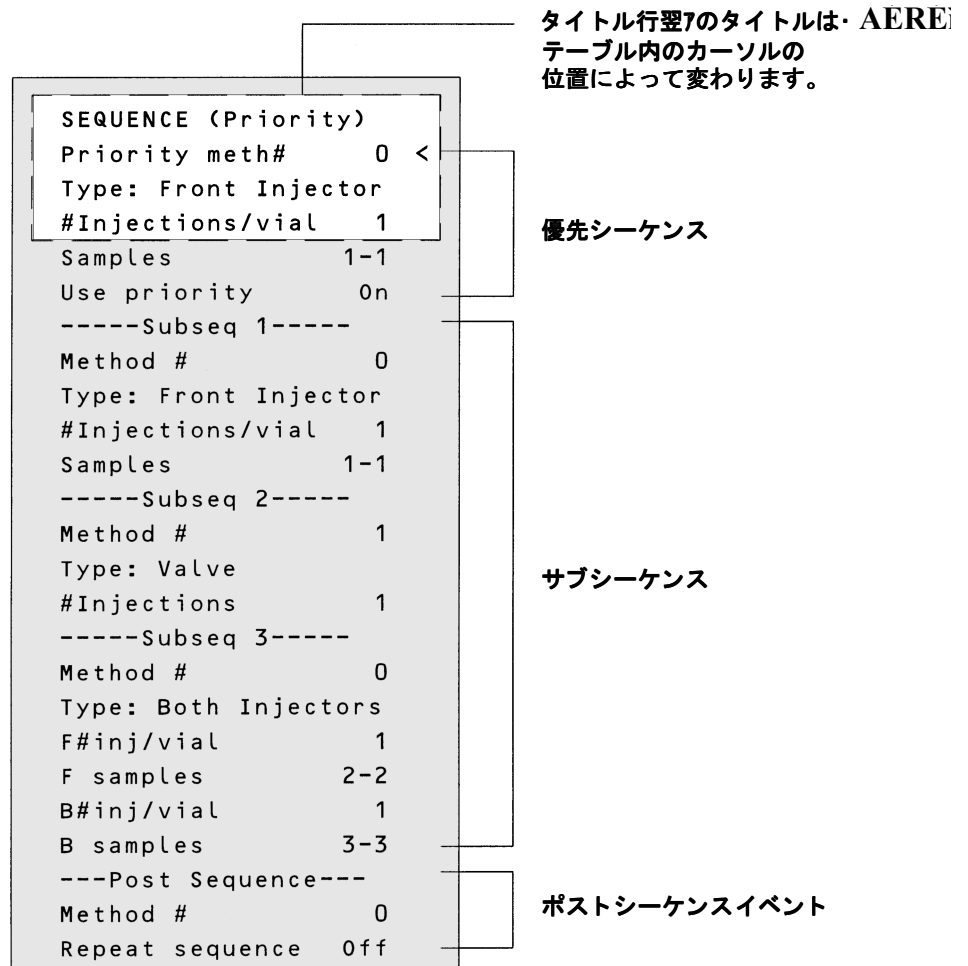 タイトル行翌7のタイトルは· AERE
テーブル内のカーソルの
位置によって変わります。
SEQUENCE (Priority)
Priority meth# 0 <
Type: Front Injector
#Injections/vial 1
優先シーケンス
Samples 1-1
Use priority On
-----Subseq 1-----
Method # 0
Type: Front Injector
#Injections/vial 1
Samples 1-1
-----Subseq 2-----
Method # 1
Type: Valve
サブシーケンス
#Injections 1
-----Subseq 3-----
Method # 0
Type: Both Injectors
F#inj/vial 1
F samples 2-2
B#inj/vial 1
B samples 3-3
---Post Sequence---
Method # 0
ポストシーケンスイベント
Repeat sequence Off